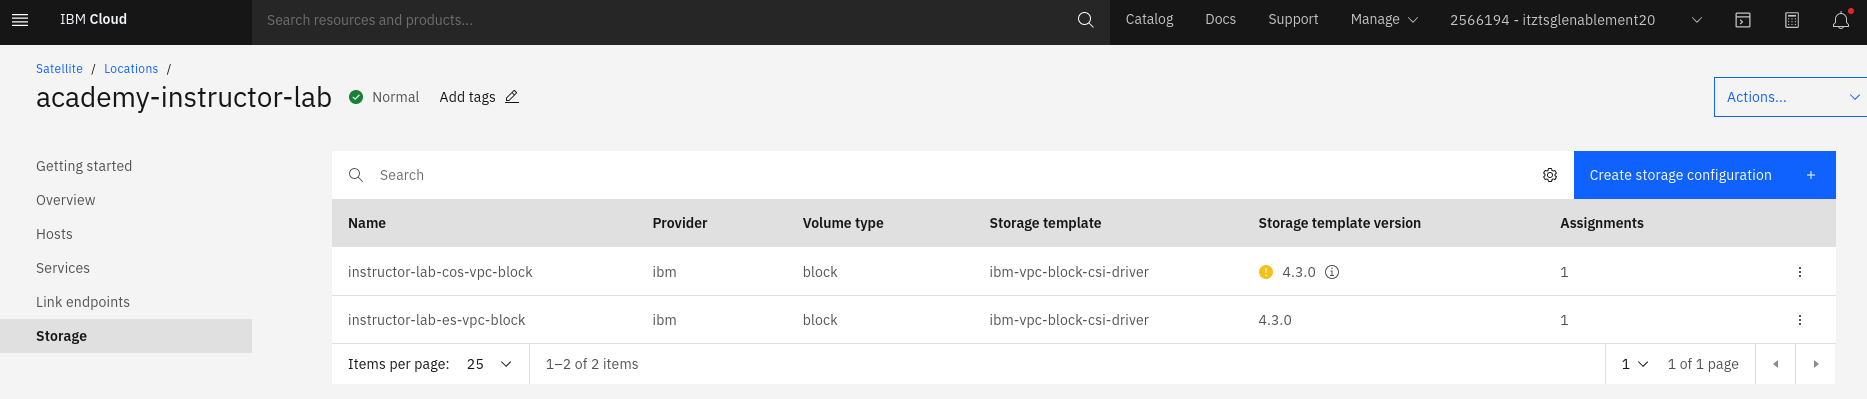 IBM Cloud Search resources and products... Catalog Docs Support Manage 2566194 - itztsglenablement20
Satellite / Locations /
academy-instructor-lab Normal Add tags Actions...
Getting started
Overview
Hosts
Services
Link endpoints
Storage
Search Create storage configuration +
Name Provider Volume type Storage template Storage template version Assignments
instructor-lab-cos-vpc-block ibm block ibm-vpc-block-csi-driver 4.3.0 1
instructor-lab-es-vpc-block ibm block ibm-vpc-block-csi-driver 4.3.0 1
Items per page: 25 1–2 of 2 items 1 1 of 1 page